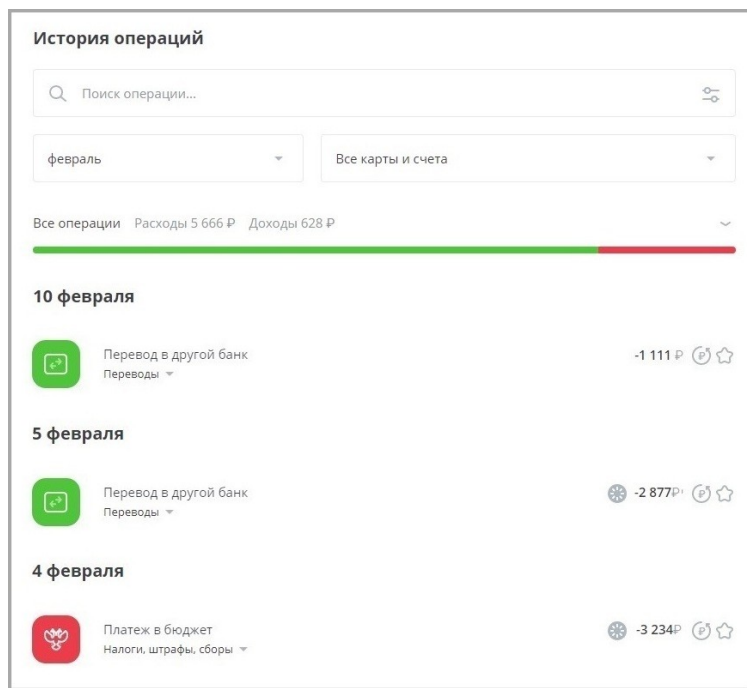 История операций
Поиск операции...
февраль
Все карты и счета
Все операции Расходы 5 666 ₽ Доходы 628 ₽
10 февраля
Перевод в другой банк
-1 111 ₽
Переводы
5 февраля
Перевод в другой банк
-2 877₽
Переводы
4 февраля
Платеж в бюджет
-3 234₽
Налоги, штрафы, сборы